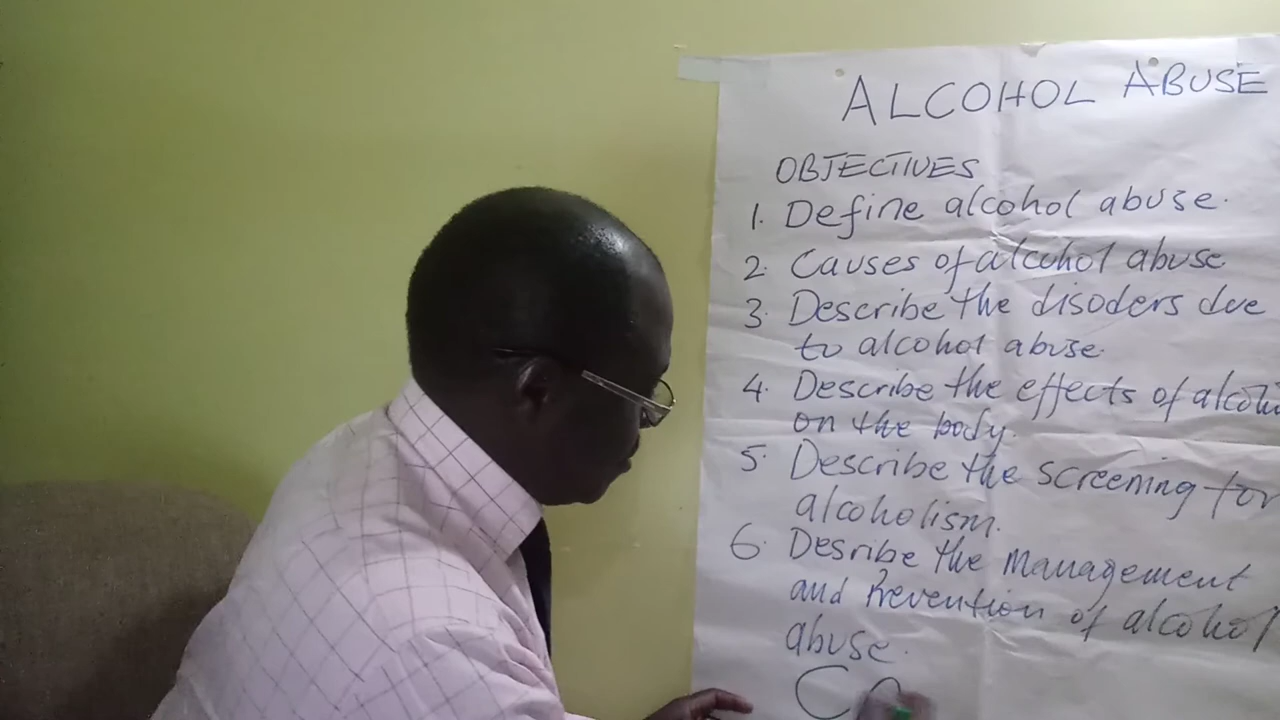 ALCOHOL ABUSE
OBJECTIVES
1. Define alcohol abuse.
2. Causes of alcohol abuse
3. Describe the disoders due
to alcohol abuse.
4. Describe the effects of
on the body.
5. Describe the screening for
alcoholism.
6. Desribe the management
and Prevention of alcohol
abuse.